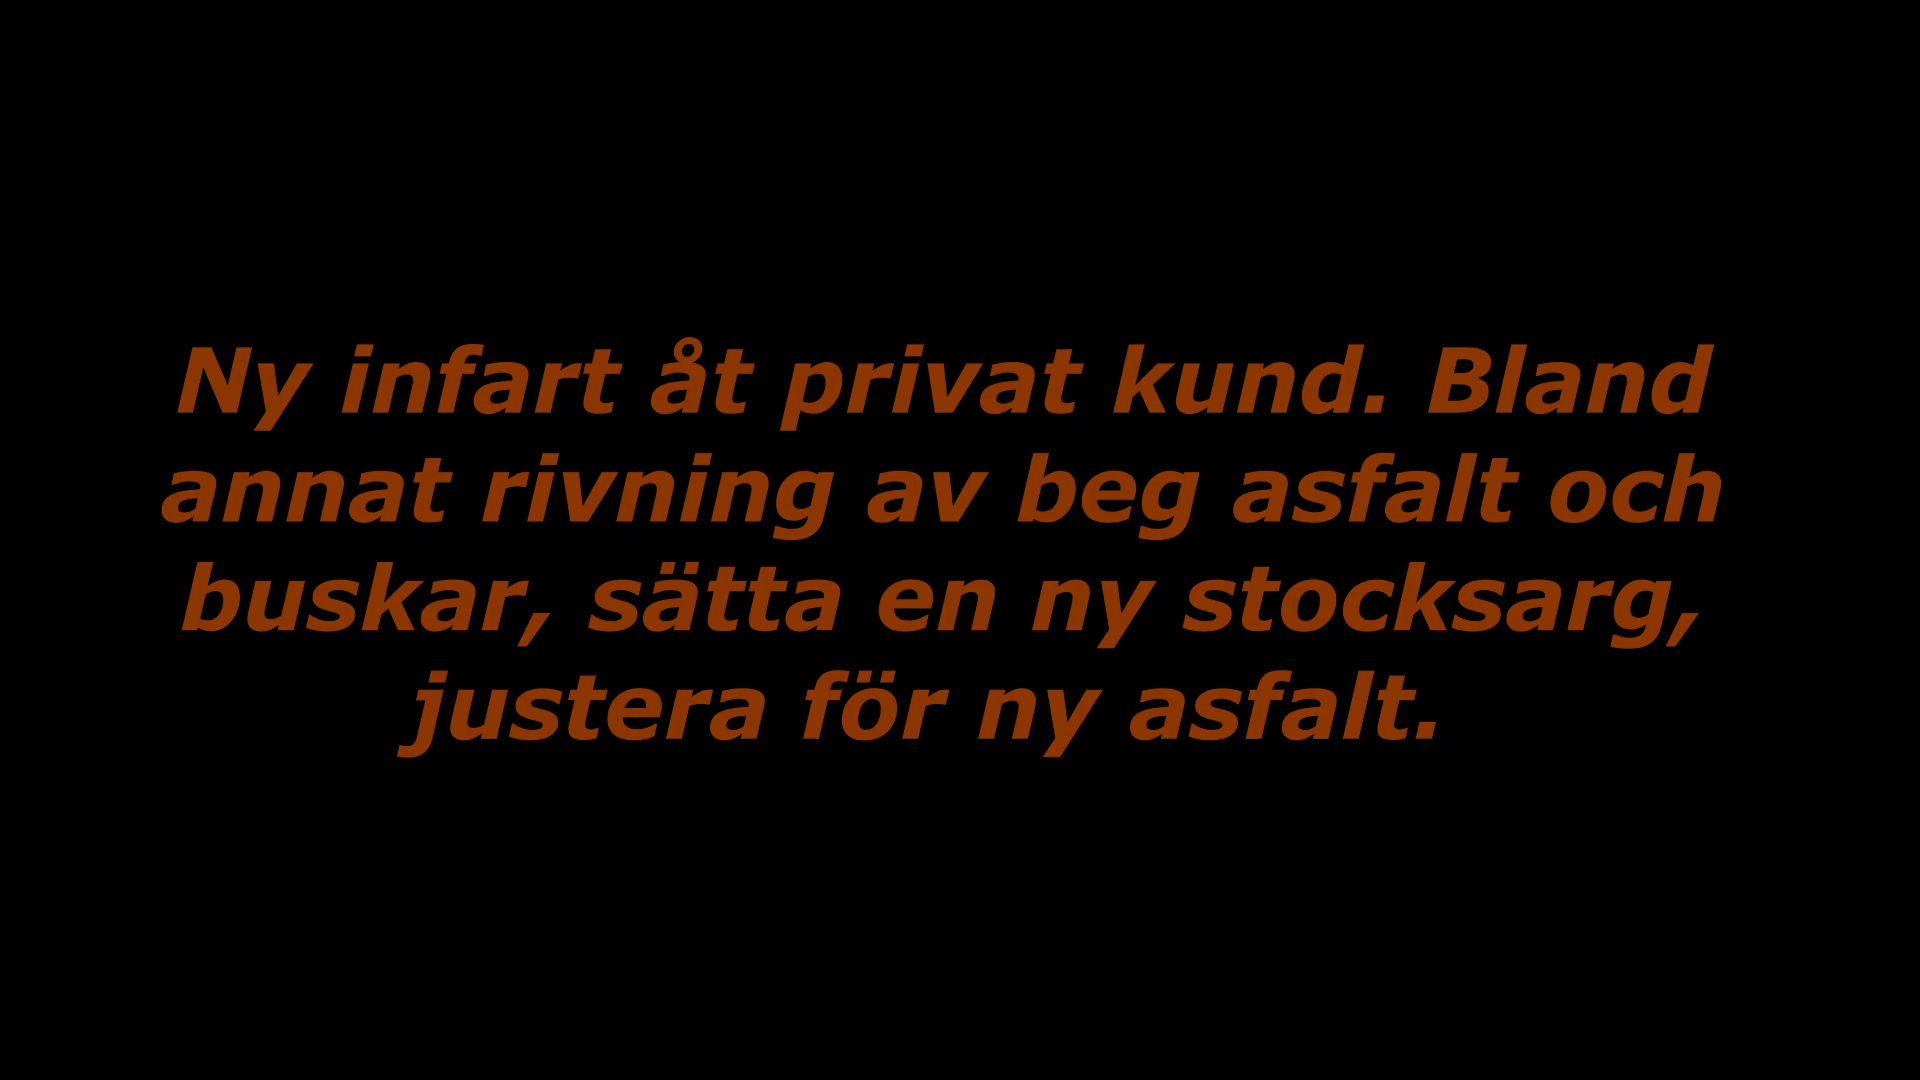 Ny infart åt privat kund. Bland
annat rivning av beg asfalt och
buskar, sätta en ny stocksarg,
justera för ny asfalt.